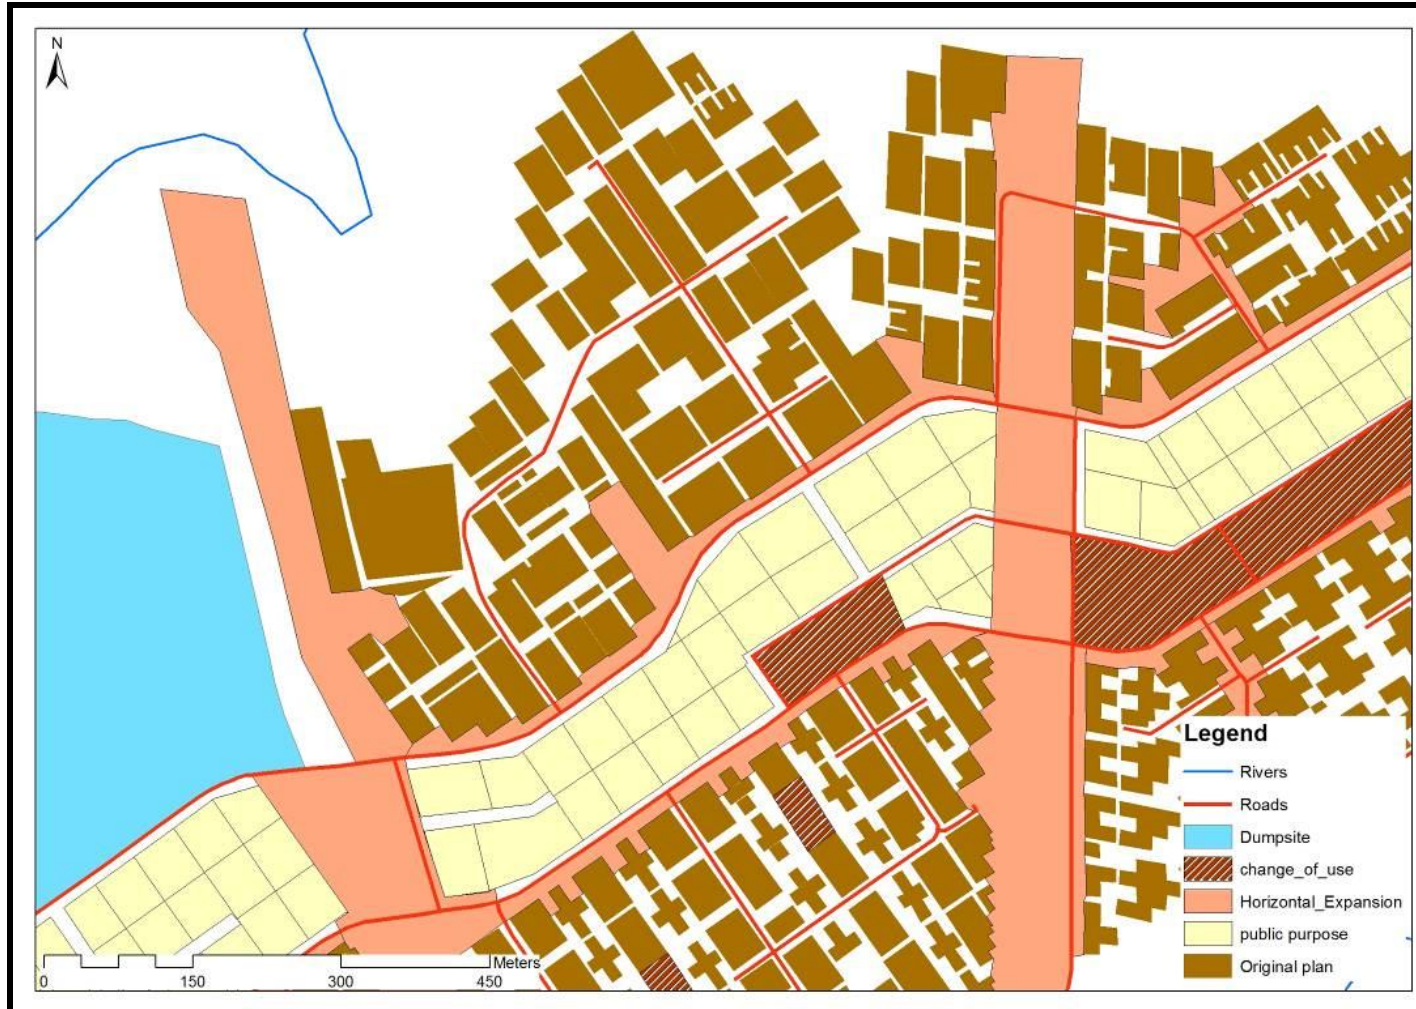 N
Legend
Rivers
Roads
Dumpsite
change_of_use
Horizontal_Expansion
public purpose
Original plan
Meters
0 150 300 450